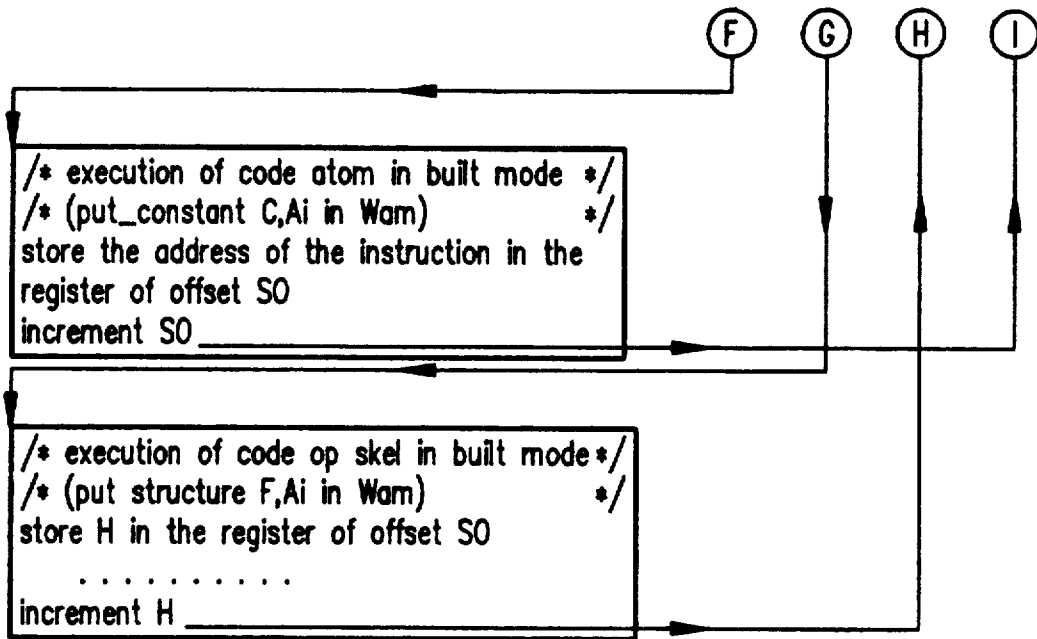 F G H I
/* execution of code atom in built mode */
/* (put_constant C,Ai in Wam) */
store the address of the instruction in the
register of offset SO
increment SO
/* execution of code op skel in built mode */
/* (put structure F,Ai in Wam) */
store H in the register of offset SO
. . . . . . . . . .
increment H